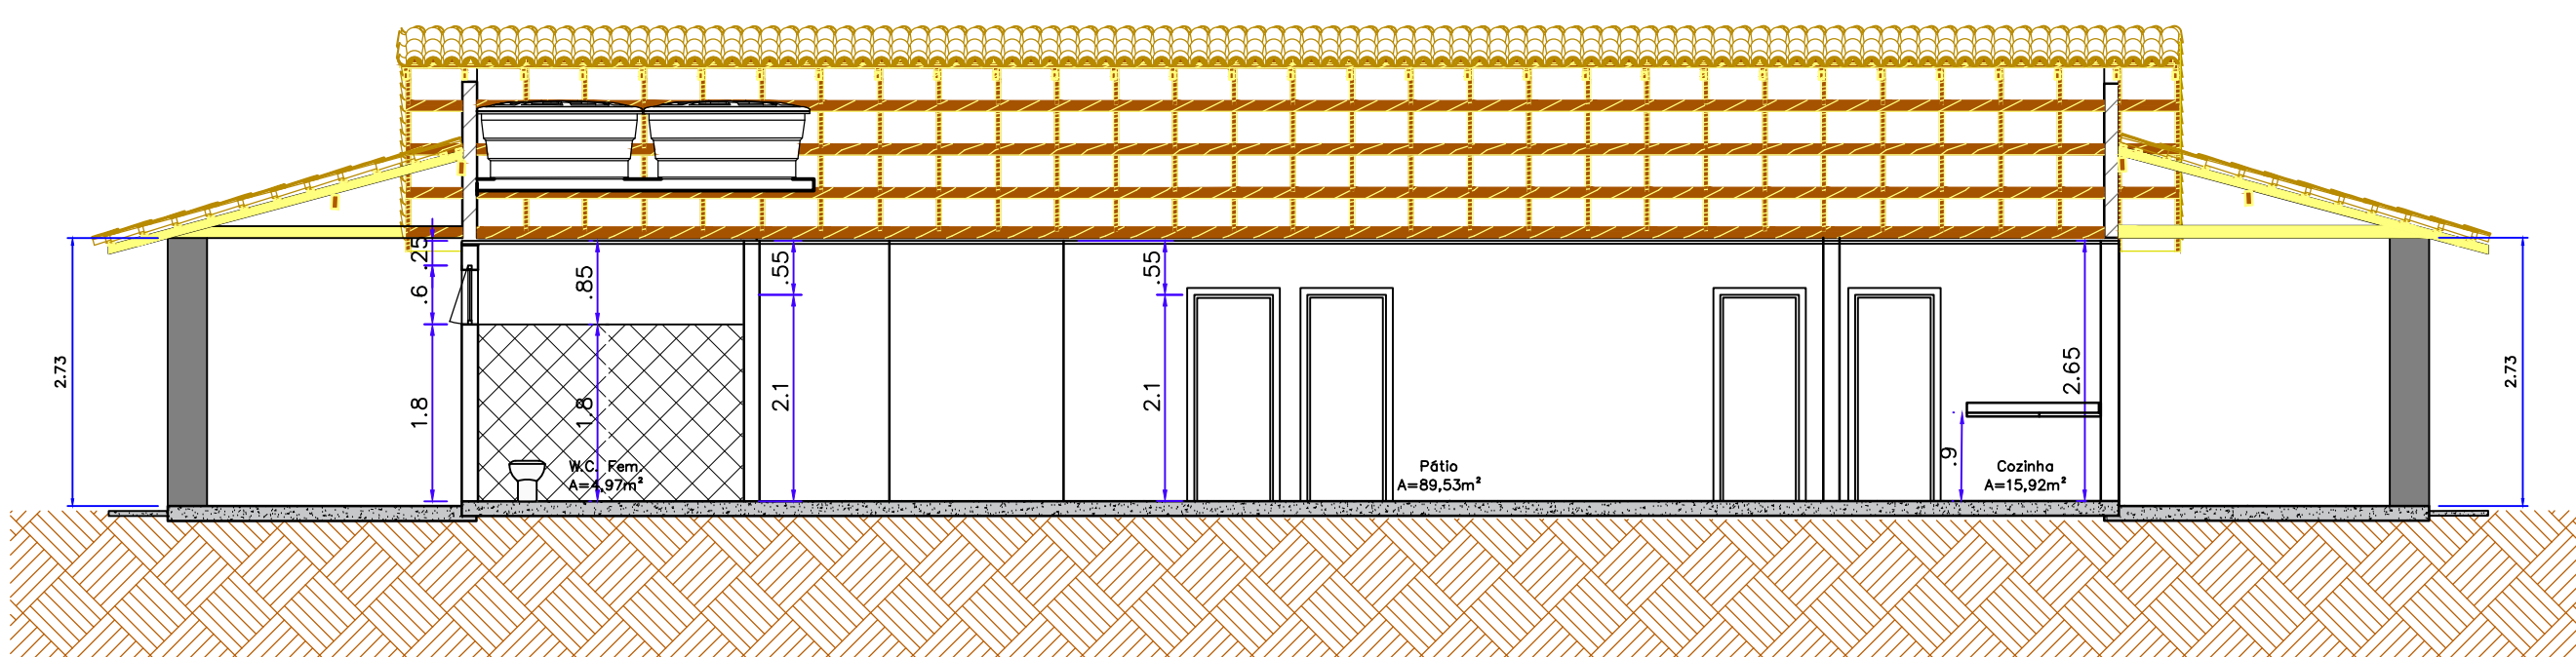 .25
.6
1.8
.85
1.8
.55
2.1
.55
2.1
2.65
.9
2.73
2.73
W.C. Fem.
A=4,97m²
Pátio
A=89,53m²
Cozinha
A=15,92m²